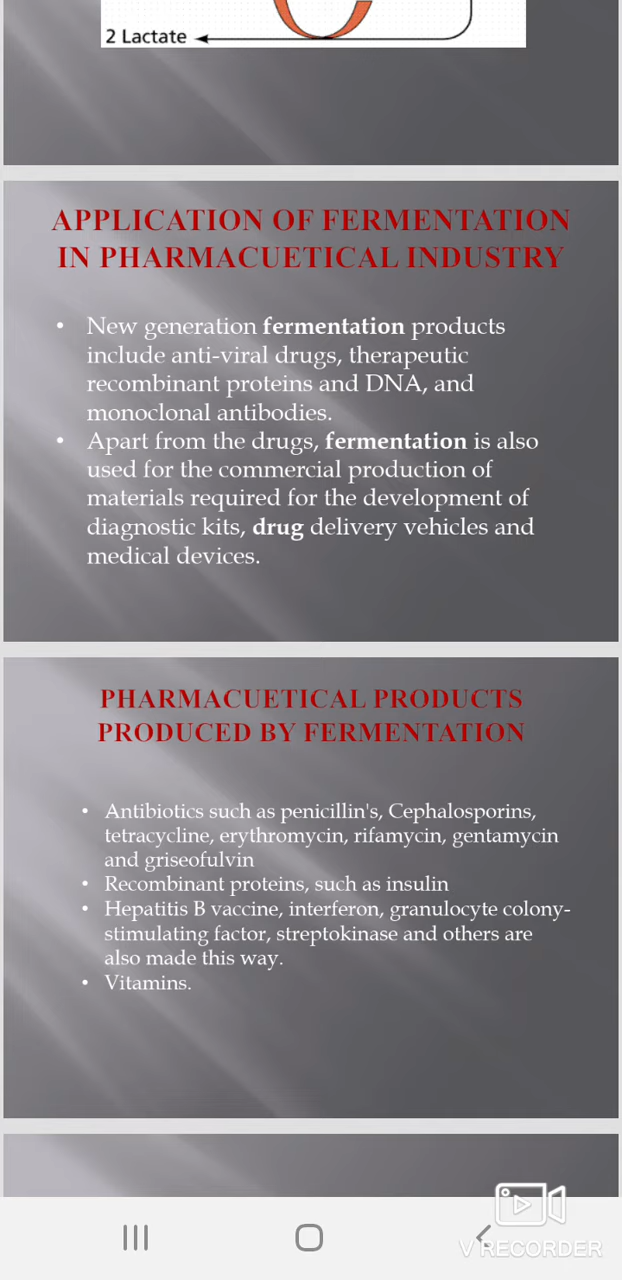 2 Lactate
APPLICATION OF FERMENTATION
IN PHARMACUETICAL INDUSTRY
• New generation fermentation products
include anti-viral drugs, therapeutic
recombinant proteins and DNA, and
monoclonal antibodies.
• Apart from the drugs, fermentation is also
used for the commercial production of
materials required for the development of
diagnostic kits, drug delivery vehicles and
medical devices.
PHARMACUETICAL PRODUCTS
PRODUCED BY FERMENTATION
• Antibiotics such as penicillin's, Cephalosporins,
tetracycline, erythromycin, rifamycin, gentamycin
and griseofulvin
• Recombinant proteins, such as insulin
• Hepatitis B vaccine, interferon, granulocyte colony-
stimulating factor, streptokinase and others are
also made this way.
• Vitamins.
V RECORDER